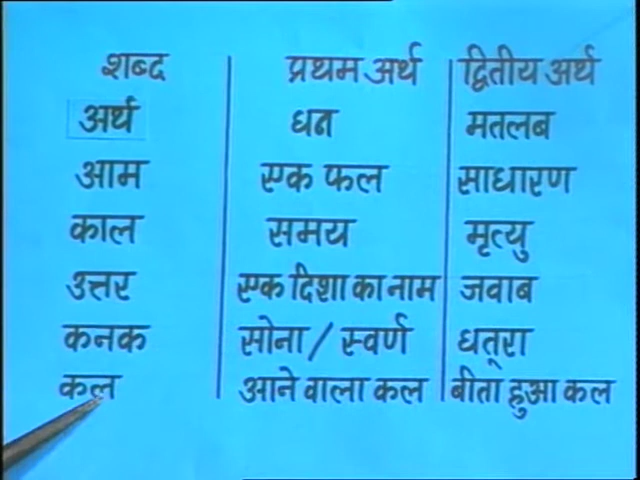 शब्द प्रथम अर्थ द्वितीय अर्थ
अर्थ धन मतलब
आम एक फल साधारण
काल समय मृत्यु
उत्तर एक दिशा का नाम जवाब
कनक सोना / स्वर्ण धतूरा
कल आने वाला कल बीता हुआ कल